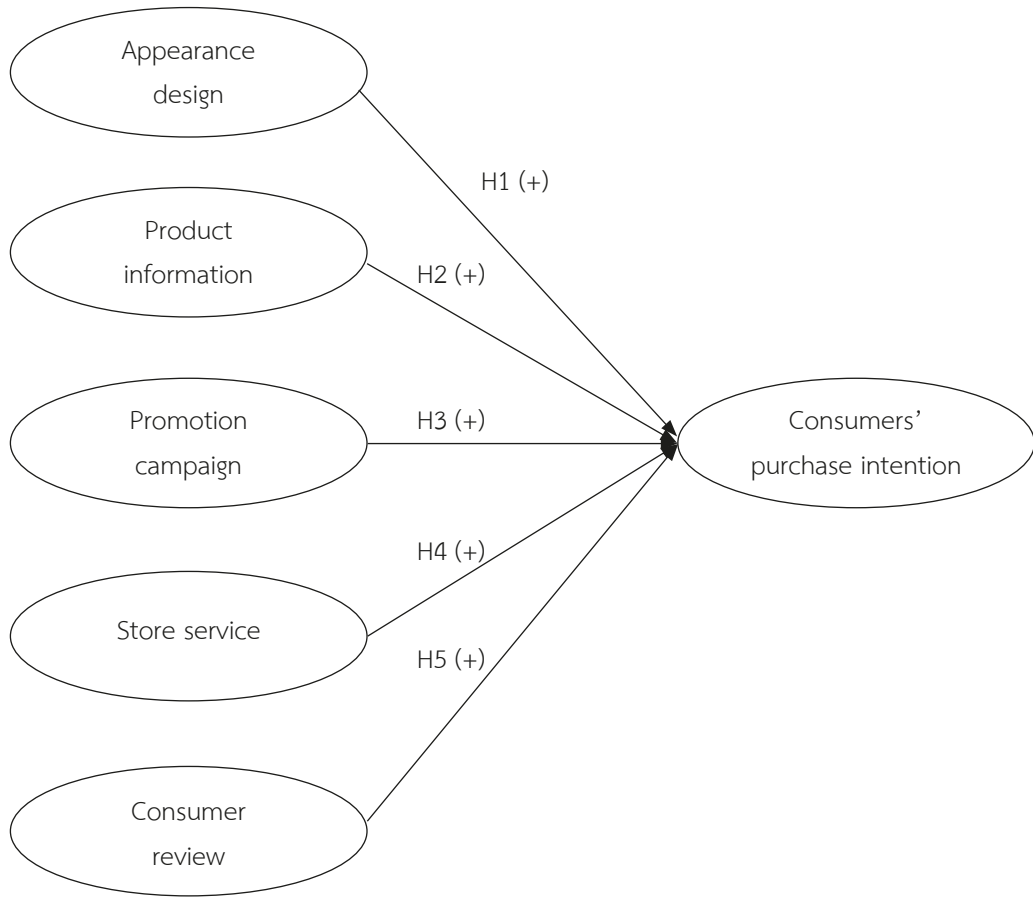 Appearance
design
H1 (+)
Product
information
H2 (+)
Promotion
campaign
H3 (+)
Consumers’
purchase intention
H4 (+)
Store service
H5 (+)
Consumer
review